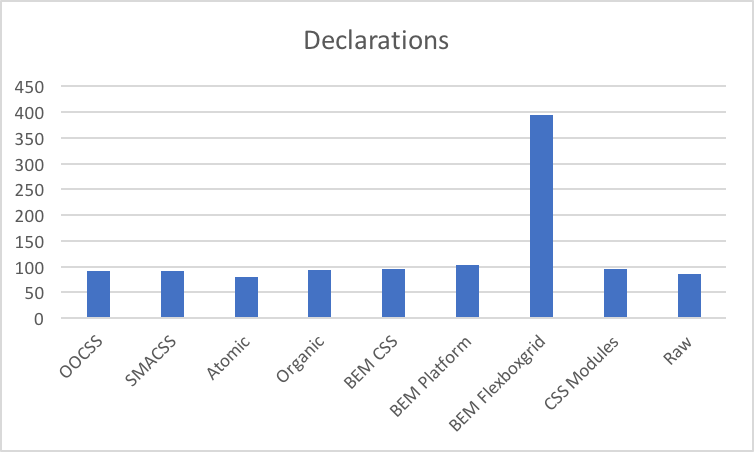 Declarations
450
400
350
300
250
200
150
100
50
0
OOCSS
SMACSS
Atomic
Organic
BEM CSS
BEM Platform
BEM Flexboxgrid
CSS Modules
Raw